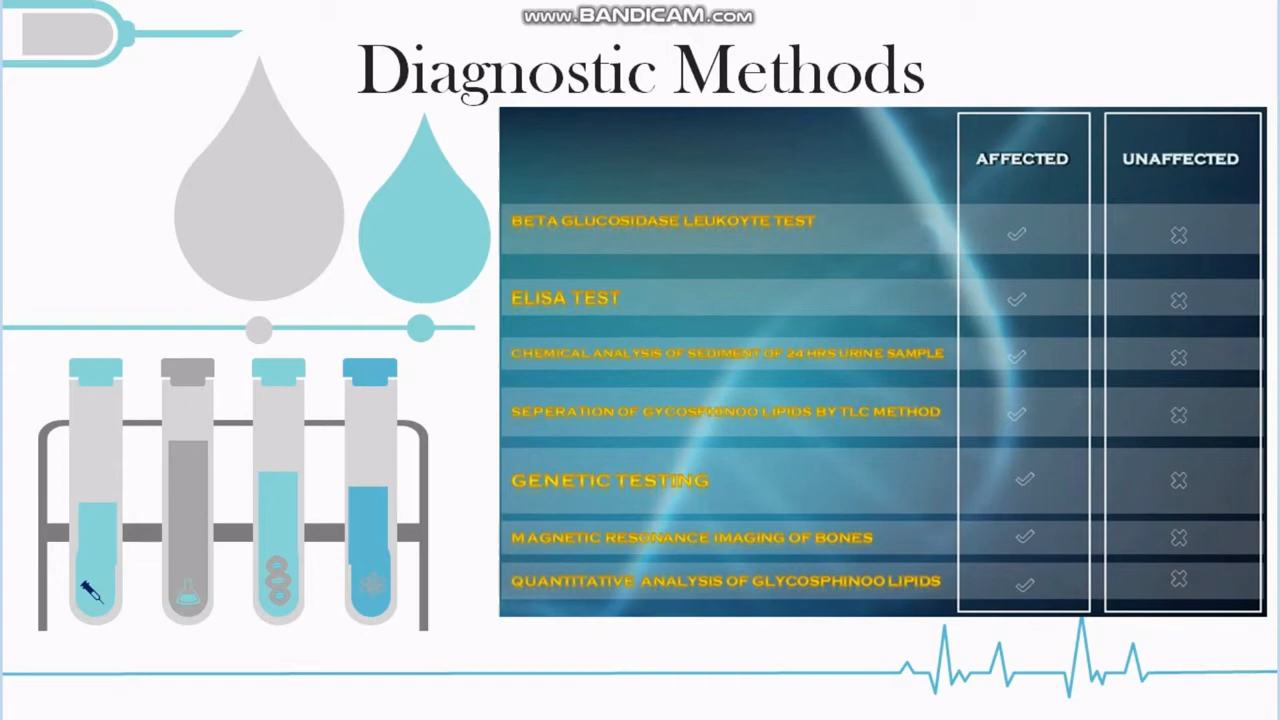 www.BANDICAM.com
Diagnostic Methods
AFFECTED
UNAFFECTED
BETA GLUCOSIDASE LEUKOYTE TEST
ELISA TEST
CHEMICAL ANALYSIS OF SEDIMENT OF 24 HRS URINE SAMPLE
SEPERATION OF GYCOSPHINOO LIPIDS BY TLC METHOD
GENETIC TESTING
MAGNETIC RESONANCE IMAGING OF BONES
QUANTITATIVE ANALYSIS OF GLYCOSPHINOO LIPIDS